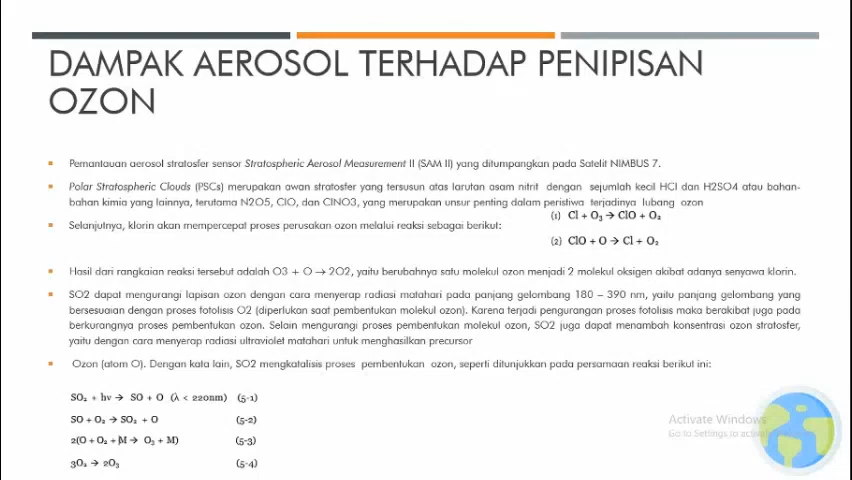 DAMPAK AEROSOL TERHADAP PENIPISAN
OZON
Pemantauan aerosol stratosfer sensor Stratospheric Aerosol Measurement II (SAM II) yang ditumpangkan pada Satelit NIMBUS 7.
Polar Stratospheric Clouds (PSCs) merupakan awan stratosfer yang tersusun atas larutan asam nitrit dengan sejumlah kecil HCl dan H2SO4 atau bahan-
bahan kimia yang lainnya, terutama N2O5, ClO, dan ClNO3, yang merupakan unsur penting dalam peristiwa terjadinya lubang ozon
(1) Cl + O₃ → ClO + O₂
Selanjutnya, klorin akan mempercepat proses perusakan ozon melalui reaksi sebagai berikut:
(2) ClO + O → Cl + O₂
Hasil dari rangkaian reaksi tersebut adalah O3 + O → 2O2, yaitu berubahnya satu molekul ozon menjadi 2 molekul oksigen akibat adanya senyawa klorin.
SO2 dapat mengurangi lapisan ozon dengan cara menyerap radiasi matahari pada panjang gelombang 180 – 390 nm, yaitu panjang gelombang yang
bersesuaian dengan proses fotolisis O2 (diperlukan saat pembentukan molekul ozon). Karena terjadi pengurangan proses fotolisis maka berakibat juga pada
berkurangnya proses pembentukan ozon. Selain mengurangi proses pembentukan molekul ozon, SO2 juga dapat menambah konsentrasi ozon stratosfer,
yaitu dengan cara menyerap radiasi ultraviolet matahari untuk menghasilkan precursor
Ozon (atom O). Dengan kata lain, SO2 mengkatalisis proses pembentukan ozon, seperti ditunjukkan pada persamaan reaksi berikut ini:
SO₂ + hv → SO + O (λ < 220nm) (5-1)
SO + O₂ → SO₂ + O (5-2)
2(O + O₂ + M → O₃ + M) (5-3)
3O₂ → 2O₃ (5-4)
Activate Windows
Go to Settings to activate